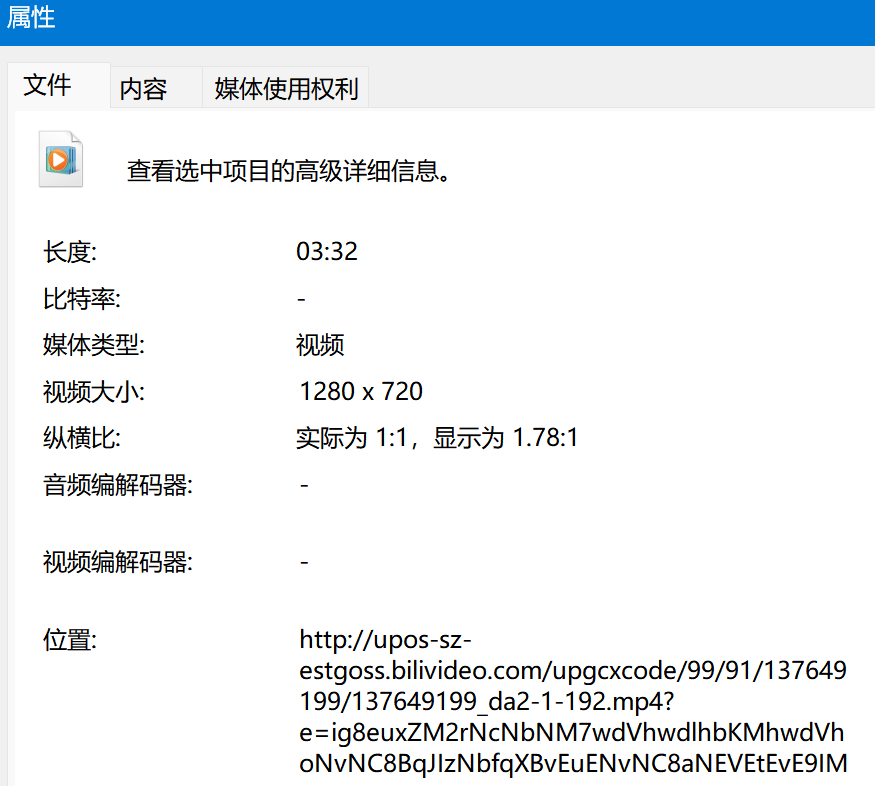 属性
文件 内容 媒体使用权利
查看选中项目的高级详细信息。
长度: 03:32
比特率: -
媒体类型: 视频
视频大小: 1280 x 720
纵横比: 实际为 1:1，显示为 1.78:1
音频编解码器: -
视频编解码器: -
位置: http://upos-sz-
estgoss.bilivideo.com/upgcxcode/99/91/137649
199/137649199_da2-1-192.mp4?
e=ig8euxZM2rNcNbNM7wdVhwdlhbKMhwdVh
oNvNC8BqJIzNbfqXBvEuENvNC8aNEVEtEvE9IM